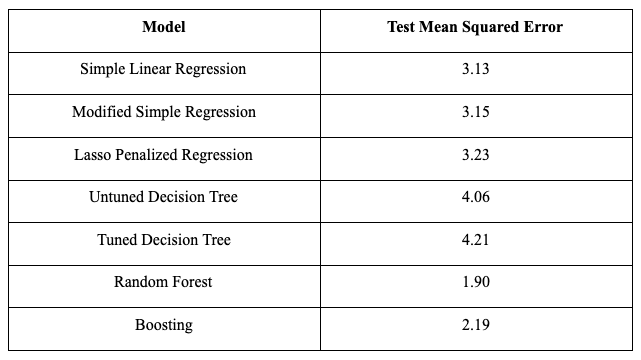 Model Test Mean Squared Error
Simple Linear Regression 3.13
Modified Simple Regression 3.15
Lasso Penalized Regression 3.23
Untuned Decision Tree 4.06
Tuned Decision Tree 4.21
Random Forest 1.90
Boosting 2.19